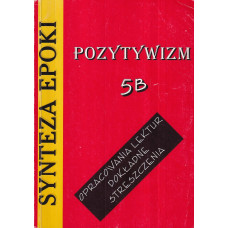 SYNTEZA EPOKI
POZYTYWIZM
5B
OPRACOWANIA LEKTUR
DOKŁADNE
STRESZCZENIA